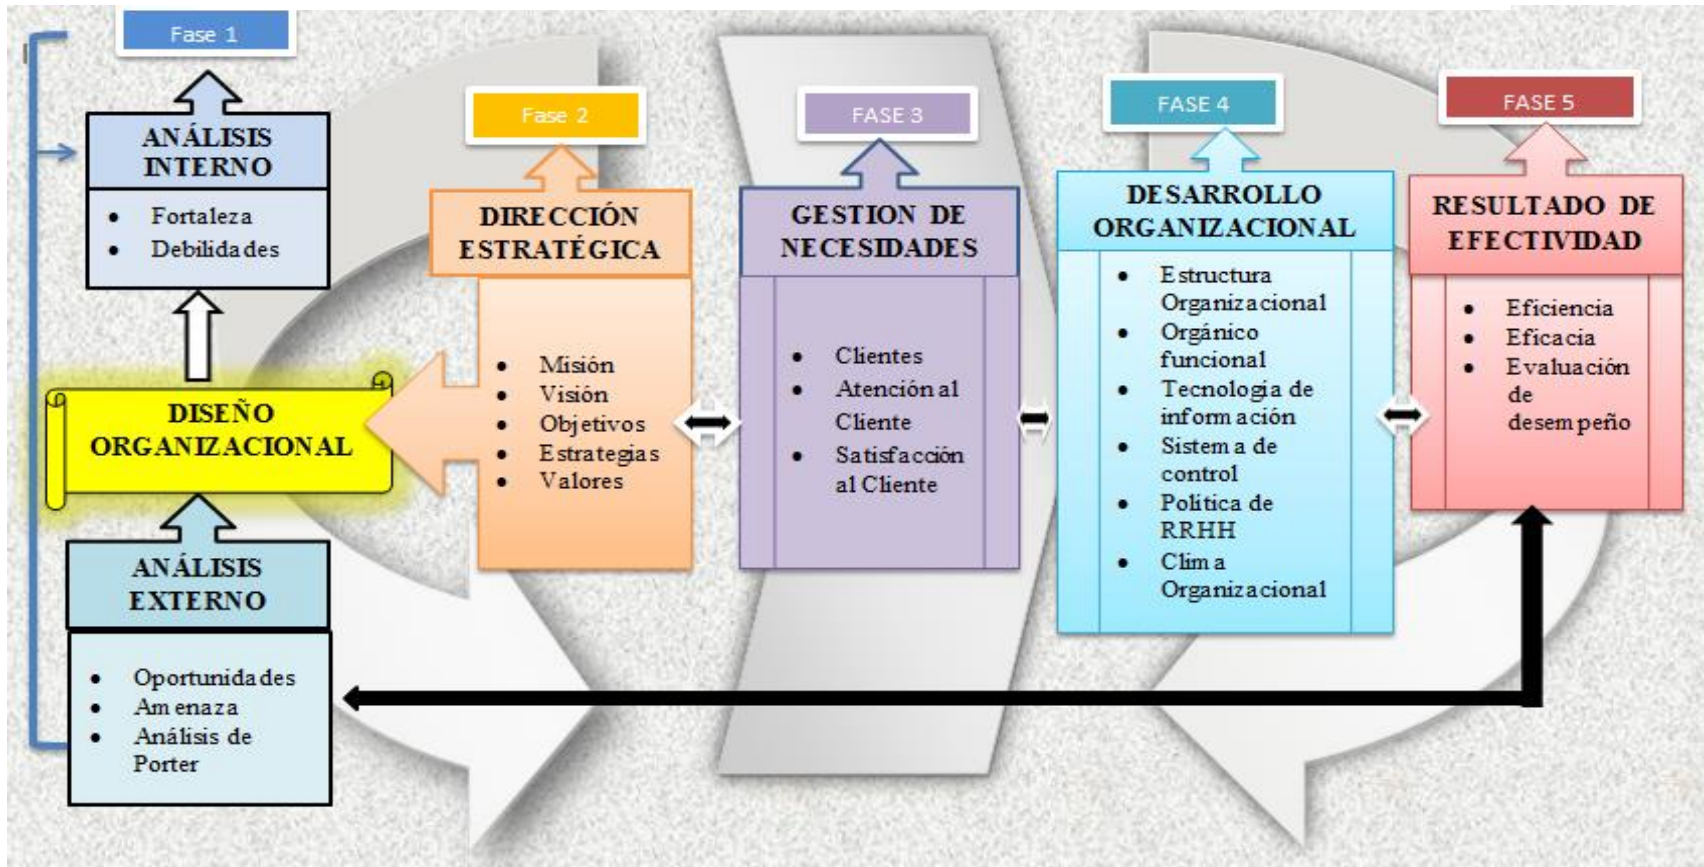 Fase 1
ANÁLISIS
INTERNO
• Fortaleza
• Debilidades
DISEÑO
ORGANIZACIONAL
ANÁLISIS
EXTERNO
• Oportunidades
• Amenaza
• Análisis de
Porter
Fase 2
DIRECCIÓN
ESTRATÉGICA
• Misión
• Visión
• Objetivos
• Estrategias
• Valores
FASE 3
GESTION DE
NECESIDADES
• Clientes
• Atención al
Cliente
• Satisfacción
al Cliente
FASE 4
DESARROLLO
ORGANIZACIONAL
• Estructura
Organizacional
• Orgánico
funcional
• Tecnología de
información
• Sistema de
control
• Política de
RRHH
• Clima
Organizacional
FASE 5
RESULTADO DE
EFECTIVIDAD
• Eficiencia
• Eficacia
• Evaluación
de
desempeño